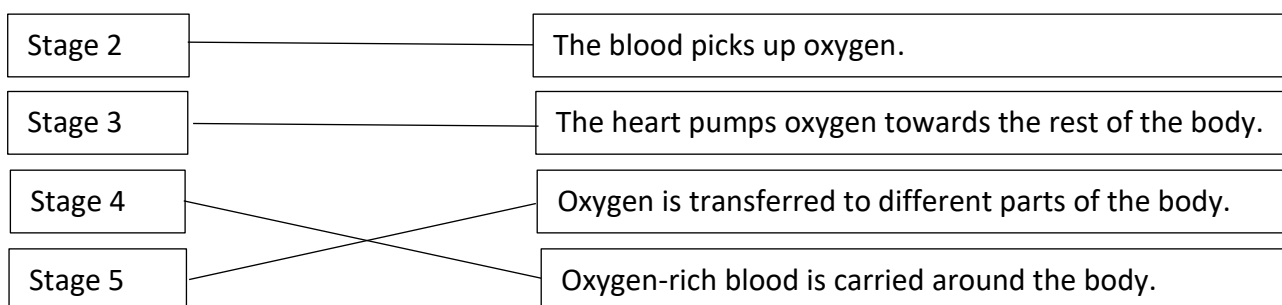 Stage 2 The blood picks up oxygen.
Stage 3 The heart pumps oxygen towards the rest of the body.
Stage 4 Oxygen is transferred to different parts of the body.
Stage 5 Oxygen-rich blood is carried around the body.